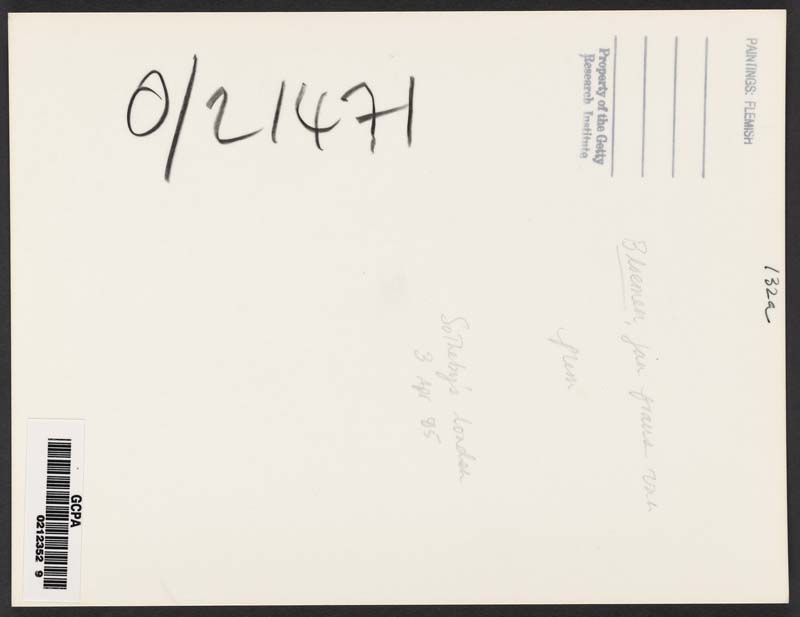 0/21471
PAINTINGS: FLEMISH
Property of the Getty
Research Institute
132a
Bloemen, jan frans van
flem
Sotheby's london
3 apr 85
GCPA
0212352 9